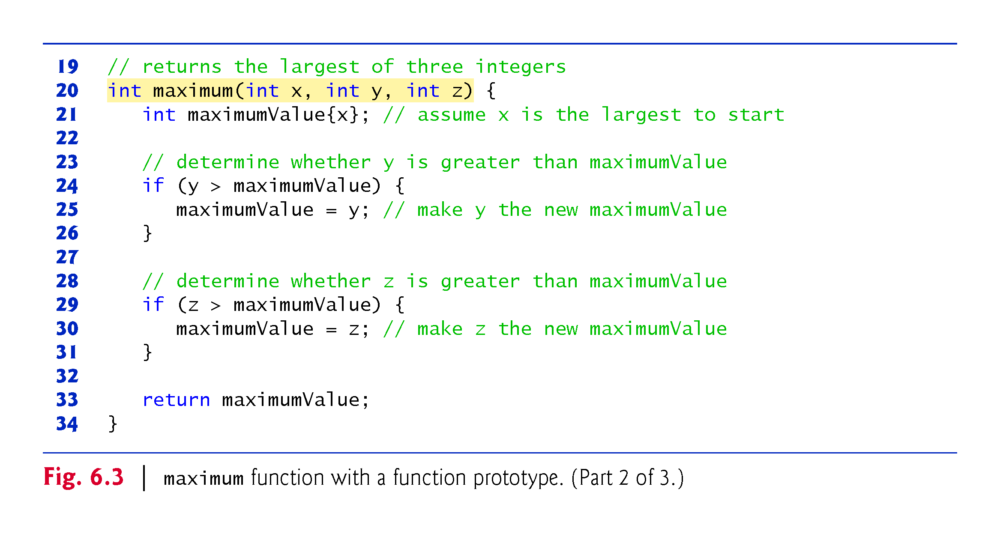 19 // returns the largest of three integers
20 int maximum(int x, int y, int z) {
21    int maximumValue{x}; // assume x is the largest to start
22
23    // determine whether y is greater than maximumValue
24    if (y > maximumValue) {
25       maximumValue = y; // make y the new maximumValue
26    }
27
28    // determine whether z is greater than maximumValue
29    if (z > maximumValue) {
30       maximumValue = z; // make z the new maximumValue
31    }
32
33    return maximumValue;
34 }
Fig. 6.3 | maximum function with a function prototype. (Part 2 of 3.)